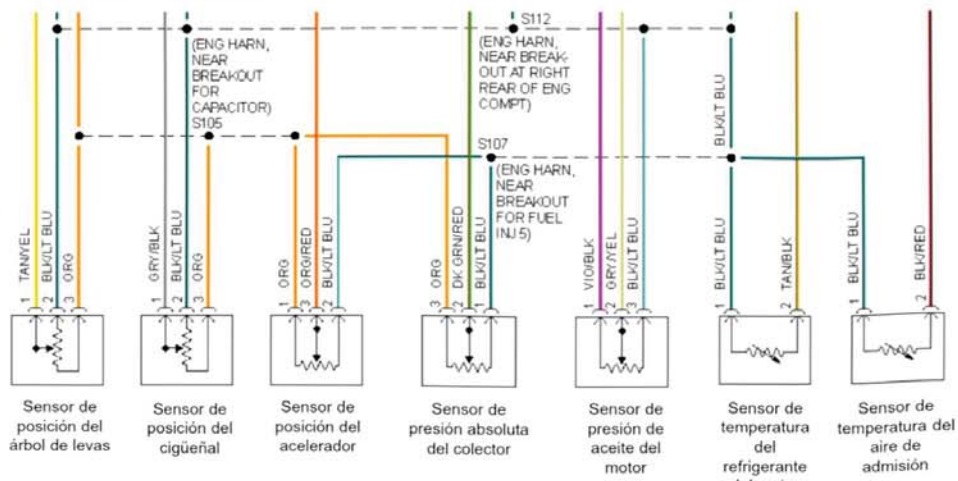 S112
(ENG HARN,
NEAR
BREAKOUT
FOR
CAPACITOR)
S105
(ENG HARN,
NEAR BREAK-
OUT AT RIGHT
REAR OF ENG
COMPT)
S107
(ENG HARN,
NEAR
BREAKOUT
FOR FUEL
INJ 5)
BLK/LT BLU
1 TAN/YEL
2 BLK/LT BLU
3 ORG
1 GRY/BLK
2 BLK/LT BLU
3 ORG
1 ORG
3 ORG/RED
2 BLK/LT BLU
3 ORG
2 DK GRN/RED
1 BLK/LT BLU
1 VIO/BLK
2 GRY/YEL
3 BLK/LT BLU
1 BLK/LT BLU
2 TAN/BLK
1 BLK/LT BLU
2 BLK/RED
Sensor de
posición del
árbol de levas
Sensor de
posición del
cigüeñal
Sensor de
posición del
acelerador
Sensor de
presión absoluta
del colector
Sensor de
presión de
aceite del
motor
Sensor de
temperatura
del
refrigerante
Sensor de
temperatura del
aire de
admisión